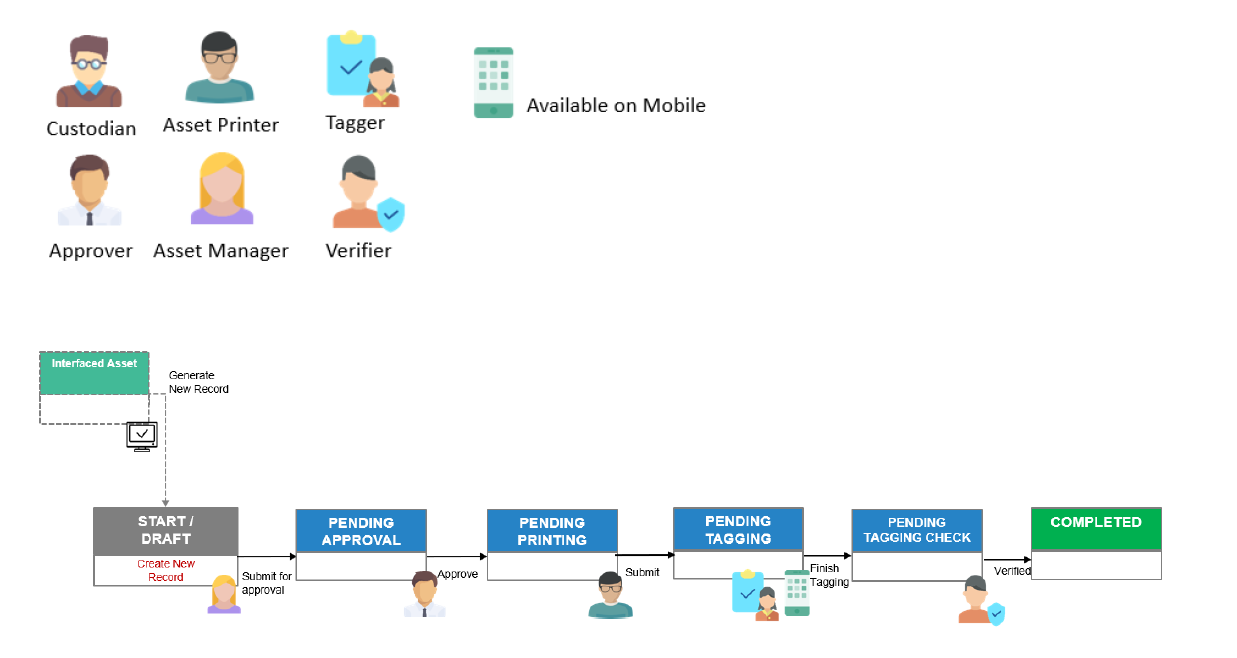 Custodian
Asset Printer
Tagger
Available on Mobile
Approver
Asset Manager
Verifier
Interfaced Asset
Generate
New Record
START /
DRAFT
Create New
Record
Submit for
approval
PENDING
APPROVAL
Approve
PENDING
PRINTING
Submit
PENDING
TAGGING
Finish
Tagging
PENDING
TAGGING CHECK
Verified
COMPLETED